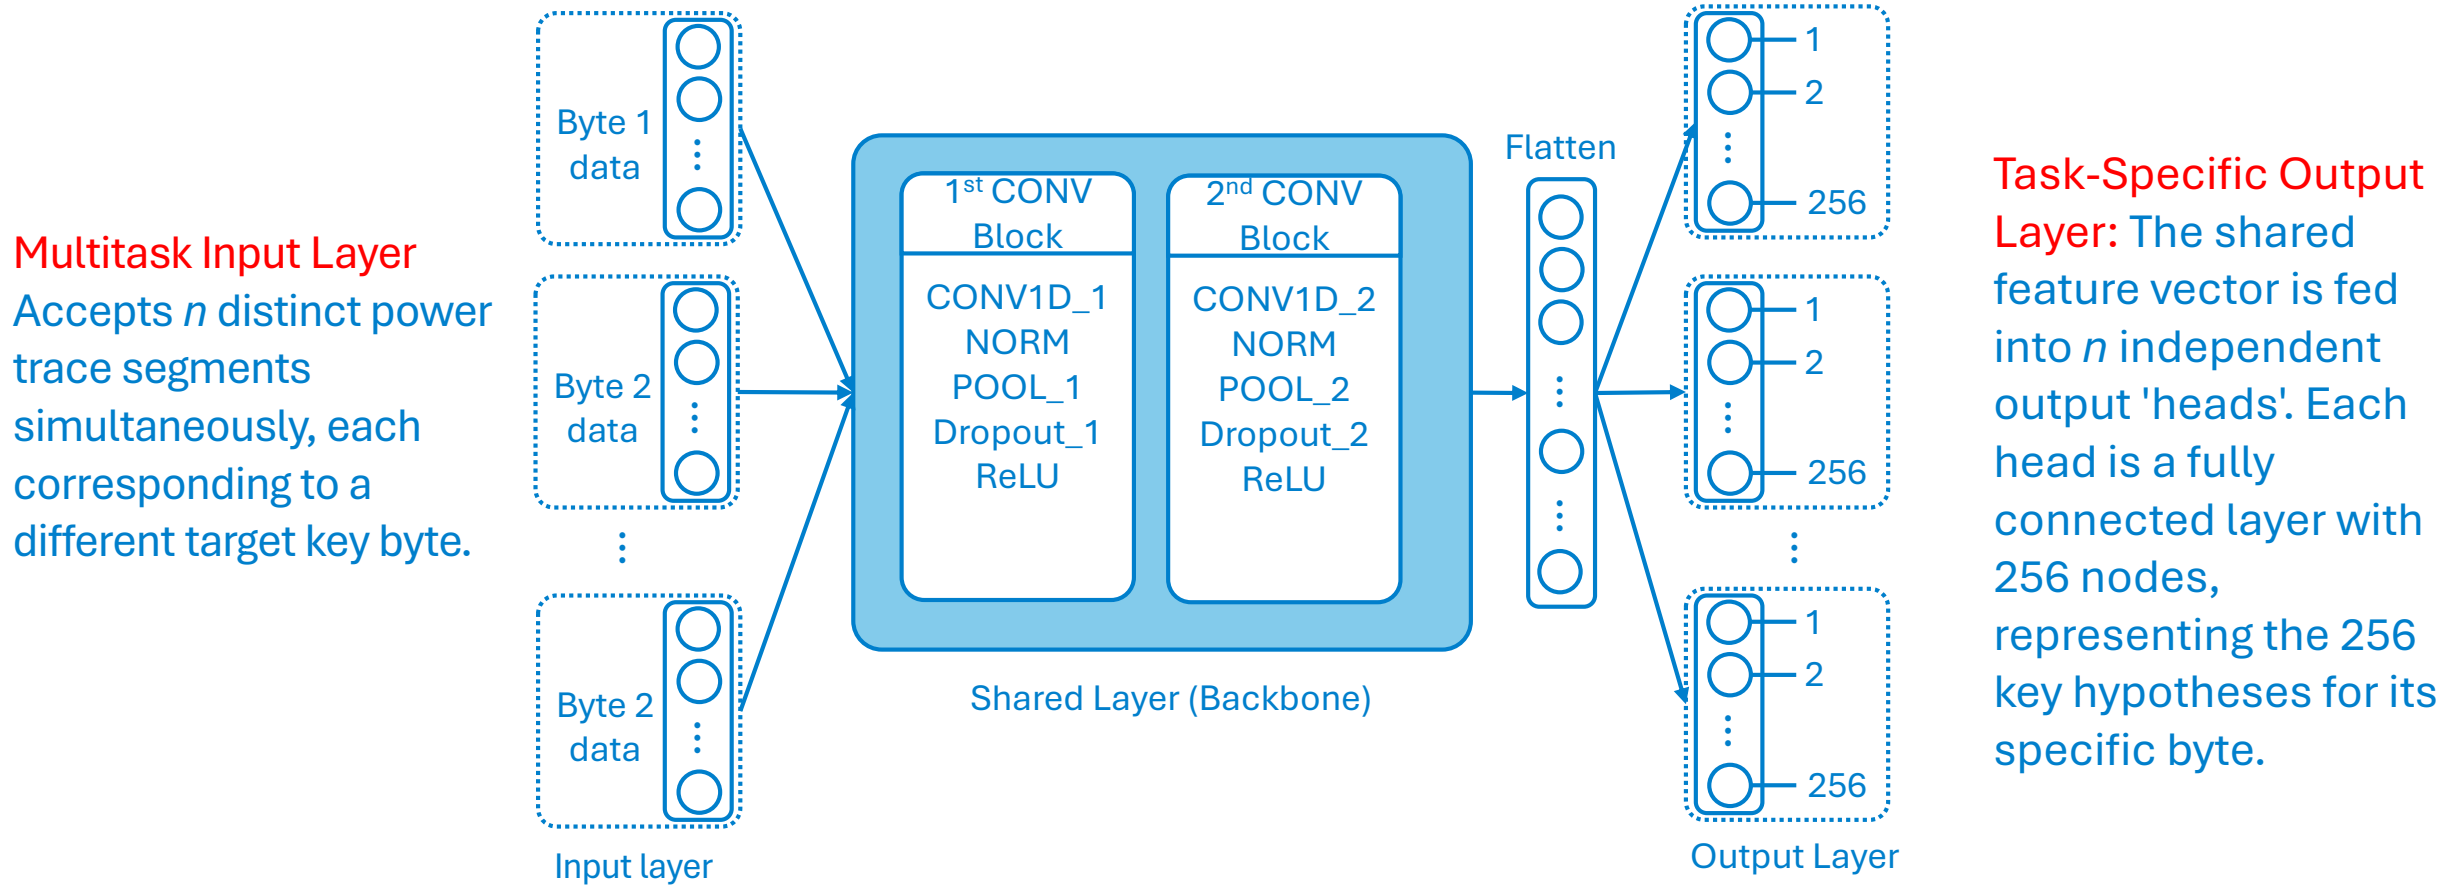 Multitask Input Layer
Accepts n distinct power
trace segments
simultaneously, each
corresponding to a
different target key byte.
Byte 1
data
Byte 2
data
Byte 2
data
Input layer
1st CONV
Block
CONV1D_1
NORM
POOL_1
Dropout_1
ReLU
2nd CONV
Block
CONV1D_2
NORM
POOL_2
Dropout_2
ReLU
Shared Layer (Backbone)
Flatten
1
2
256
1
2
256
1
2
256
Output Layer
Task-Specific Output
Layer: The shared
feature vector is fed
into n independent
output 'heads'. Each
head is a fully
connected layer with
256 nodes,
representing the 256
key hypotheses for its
specific byte.